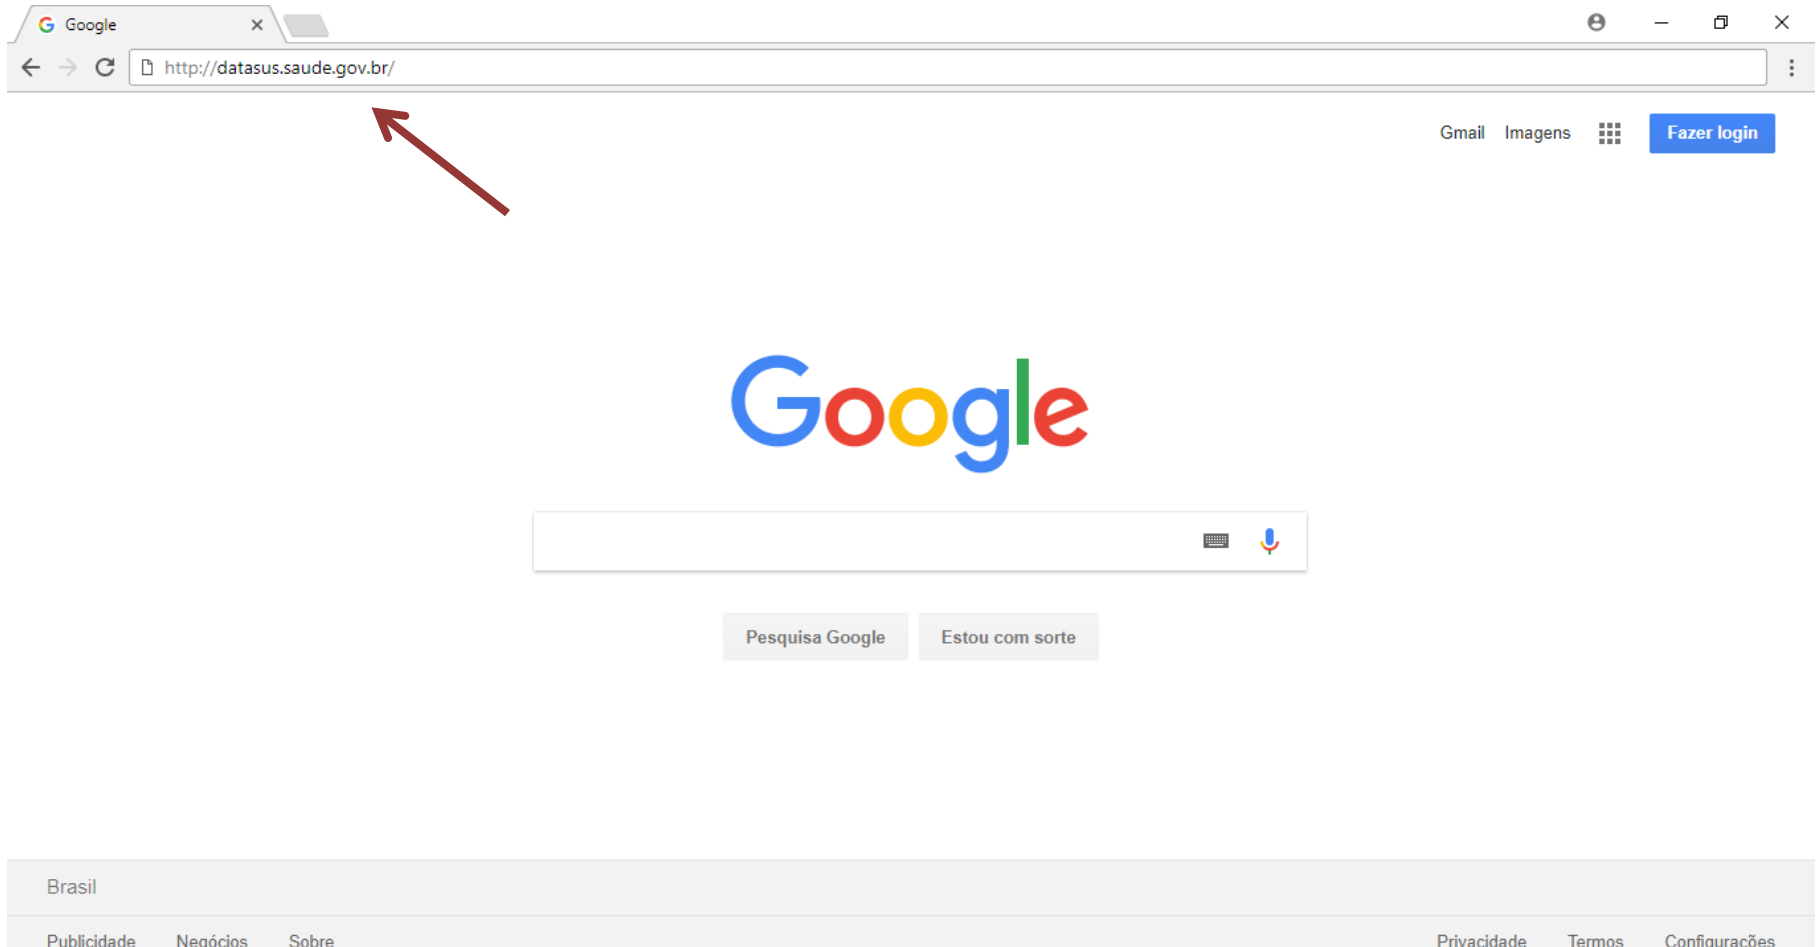 Google
http://datasus.saude.gov.br/
Gmail Imagens Fazer login
Google
Pesquisa Google Estou com sorte
Brasil
Publicidade Negócios Sobre Privacidade Termos Configurações